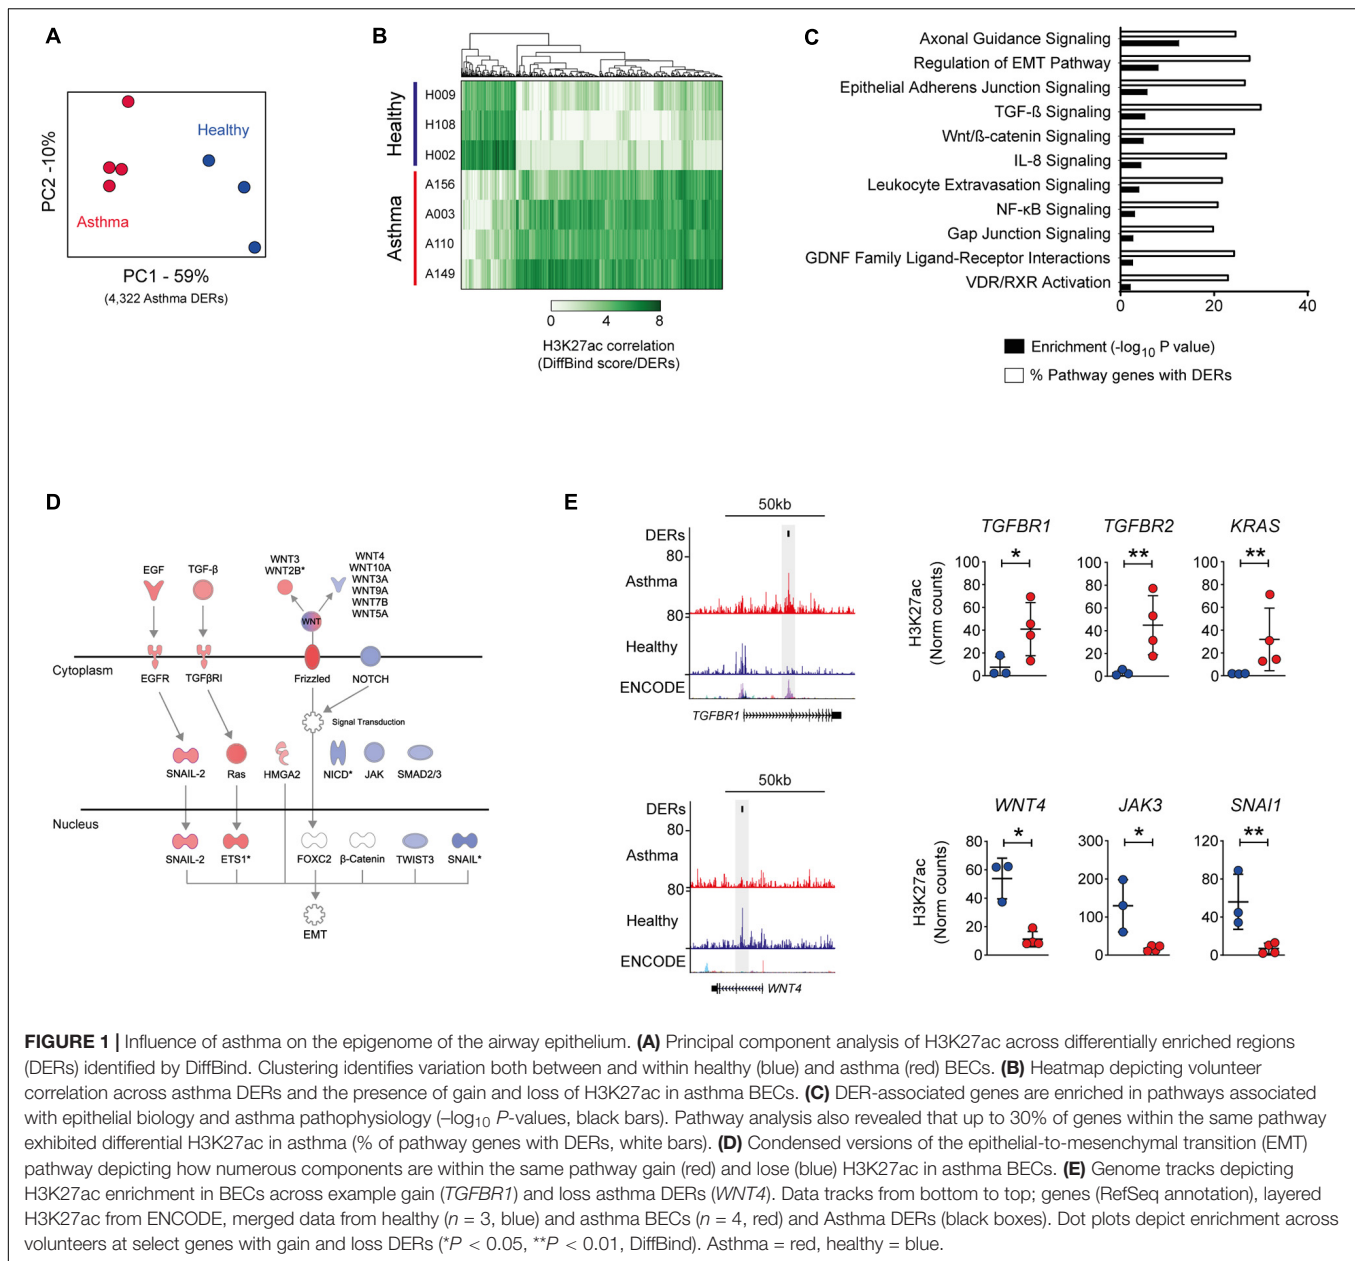 A
Healthy
Asthma
PC2 -10%
PC1 - 59%
(4,322 Asthma DERs)
B
Healthy
Asthma
H009
H108
H002
A156
A003
A110
A149
0 4 8
H3K27ac correlation
(DiffBind score/DERs)
C
Axonal Guidance Signaling
Regulation of EMT Pathway
Epithelial Adherens Junction Signaling
TGF-ß Signaling
Wnt/ß-catenin Signaling
IL-8 Signaling
Leukocyte Extravasation Signaling
NF-κB Signaling
Gap Junction Signaling
GDNF Family Ligand-Receptor Interactions
VDR/RXR Activation
0 20 40
Enrichment (-log10 P value)
% Pathway genes with DERs
D
EGF
TGF-β
WNT3
WNT2B*
WNT4
WNT10A
WNT3A
WNT9A
WNT7B
WNT5A
WNT
Cytoplasm
EGFR
TGFβRI
Frizzled
NOTCH
Signal Transduction
SNAIL-2
Ras
HMGA2
NICD*
JAK
SMAD2/3
Nucleus
SNAIL-2
ETS1*
FOXC2
β-Catenin
TWIST3
SNAIL*
EMT
E
50kb
DERs
80
Asthma
80
Healthy
ENCODE
TGFBR1
H3K27ac
(Norm counts)
TGFBR1
*
100
80
60
40
20
0
TGFBR2
**
100
80
60
40
20
0
KRAS
**
100
80
60
40
20
0
50kb
DERs
80
Asthma
80
Healthy
ENCODE
WNT4
H3K27ac
(Norm counts)
WNT4
*
80
60
40
20
0
JAK3
*
300
200
100
0
SNAI1
**
120
80
40
0
FIGURE 1 | Influence of asthma on the epigenome of the airway epithelium. (A) Principal component analysis of H3K27ac across differentially enriched regions
(DERs) identified by DiffBind. Clustering identifies variation both between and within healthy (blue) and asthma (red) BECs. (B) Heatmap depicting volunteer
correlation across asthma DERs and the presence of gain and loss of H3K27ac in asthma BECs. (C) DER-associated genes are enriched in pathways associated
with epithelial biology and asthma pathophysiology (–log10 P-values, black bars). Pathway analysis also revealed that up to 30% of genes within the same pathway
exhibited differential H3K27ac in asthma (% of pathway genes with DERs, white bars). (D) Condensed versions of the epithelial-to-mesenchymal transition (EMT)
pathway depicting how numerous components are within the same pathway gain (red) and lose (blue) H3K27ac in asthma BECs. (E) Genome tracks depicting
H3K27ac enrichment in BECs across example gain (TGFBR1) and loss asthma DERs (WNT4). Data tracks from bottom to top; genes (RefSeq annotation), layered
H3K27ac from ENCODE, merged data from healthy (n = 3, blue) and asthma BECs (n = 4, red) and Asthma DERs (black boxes). Dot plots depict enrichment across
volunteers at select genes with gain and loss DERs (*P < 0.05, **P < 0.01, DiffBind). Asthma = red, healthy = blue.